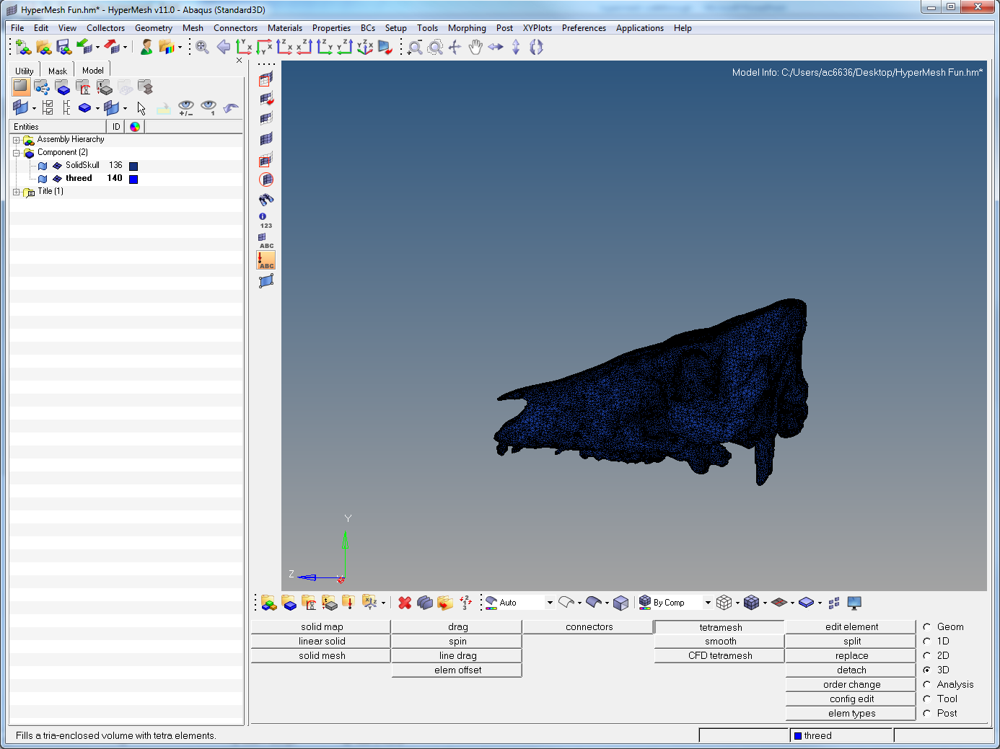 HyperMesh Fun.hm* - HyperMesh v11.0 - Abaqus (Standard3D)
File Edit View Collectors Geometry Mesh Connectors Materials Properties BCs Setup Tools Morphing Post XYPlots Preferences Applications Help
Utility Mask Model
Entities ID
Assembly Hierarchy
Component (2)
SolidSkull 136
threed 140
Title (1)
123
ABC
ABC
Model Info: C:/Users/ac6636/Desktop/HyperMesh Fun.hm*
Y
Z
Auto
By Comp
solid map drag connectors tetramesh edit element Geom
linear solid spin smooth split 1D
solid mesh line drag CFD tetramesh replace 2D
elem offset detach 3D
order change Analysis
config edit Tool
elem types Post
Fills a tria-enclosed volume with tetra elements.
threed